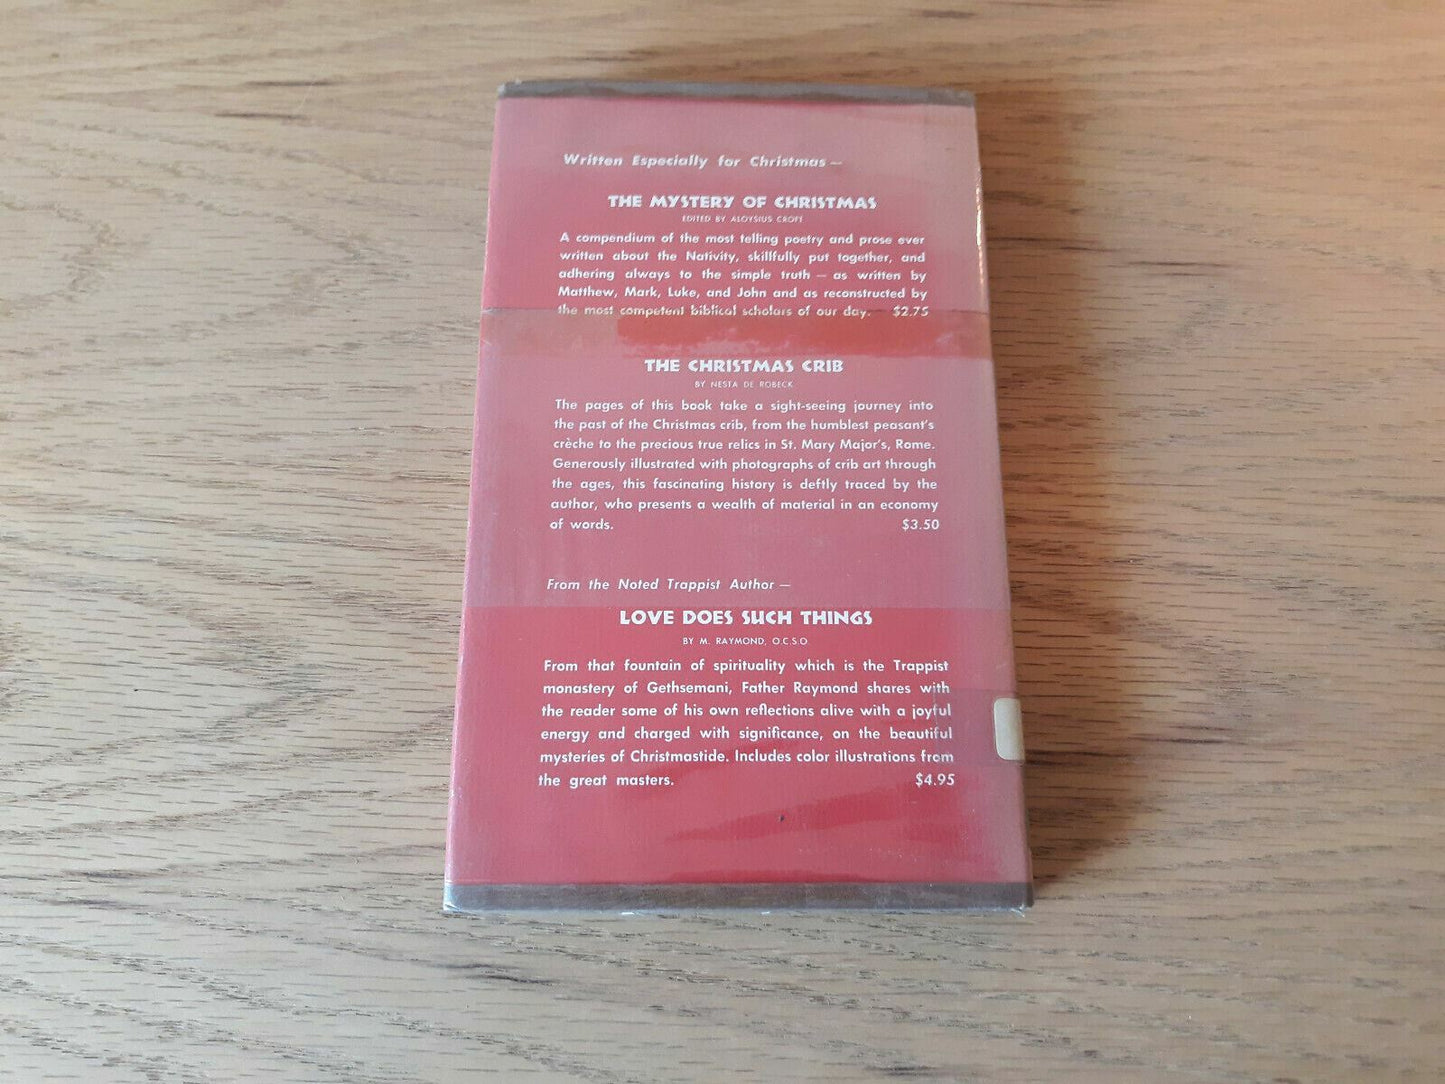 Written Especially for Christmas —
THE MYSTERY OF CHRISTMAS
EDITED BY ALOYSIUS CROFT
A compendium of the most telling poetry and prose ever
written about the Nativity, skillfully put together, and
adhering always to the simple truth — as written by
Matthew, Mark, Luke, and John and as reconstructed by
the most competent biblical scholars of our day. $2.75
THE CHRISTMAS CRIB
BY NESTA DE ROBECK
The pages of this book take a sight-seeing journey into
the past of the Christmas crib, from the humblest peasant's
crèche to the precious true relics in St. Mary Major's, Rome.
Generously illustrated with photographs of crib art through
the ages, this fascinating history is deftly traced by the
author, who presents a wealth of material in an economy
of words. $3.50
From the Noted Trappist Author —
LOVE DOES SUCH THINGS
BY M. RAYMOND, O.C.S.O.
From that fountain of spirituality which is the Trappist
monastery of Gethsemani, Father Raymond shares with
the reader some of his own reflections alive with a joyful
energy and charged with significance, on the beautiful
mysteries of Christmastide. Includes color illustrations from
the great masters. $4.95